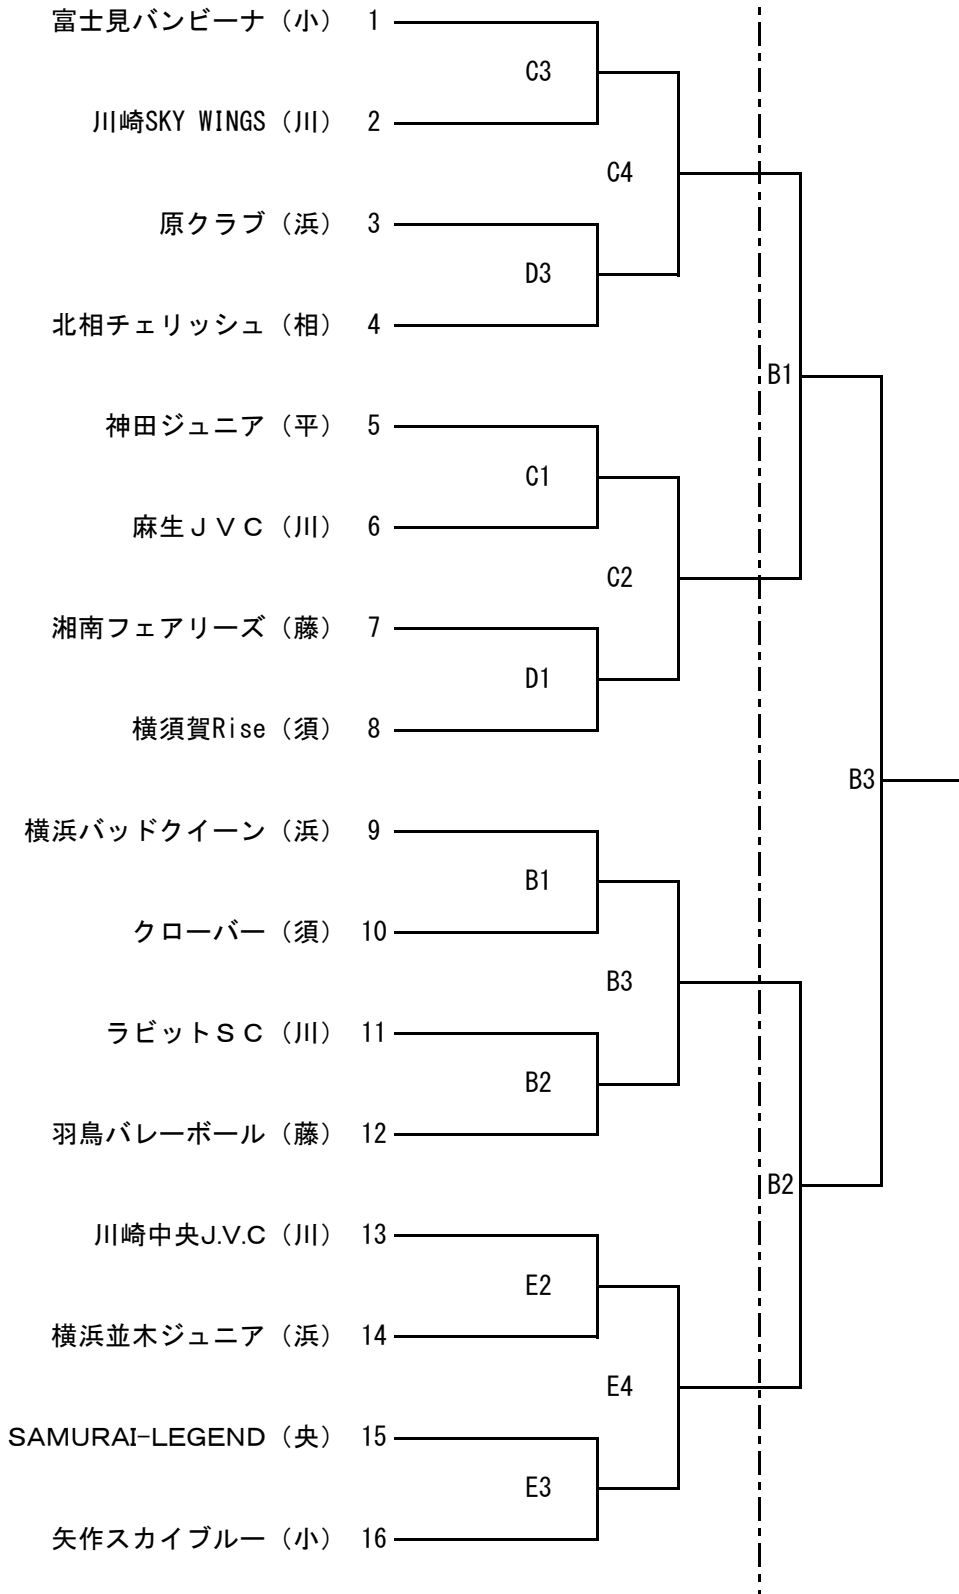 富士見バンビーナ（小） 1
C3
川崎SKY WINGS（川） 2
C4
原クラブ（浜） 3
D3
北相チェリッシュ（相） 4
B1
神田ジュニア（平） 5
C1
麻生ＪＶＣ（川） 6
C2
湘南フェアリーズ（藤） 7
D1
横須賀Rise（須） 8
B3
横浜バッドクイーン（浜） 9
B1
クローバー（須） 10
B3
ラビットＳＣ（川） 11
B2
羽鳥バレーボール（藤） 12
B2
川崎中央J.V.C（川） 13
E2
横浜並木ジュニア（浜） 14
E4
SAMURAI-LEGEND（央） 15
E3
矢作スカイブルー（小） 16